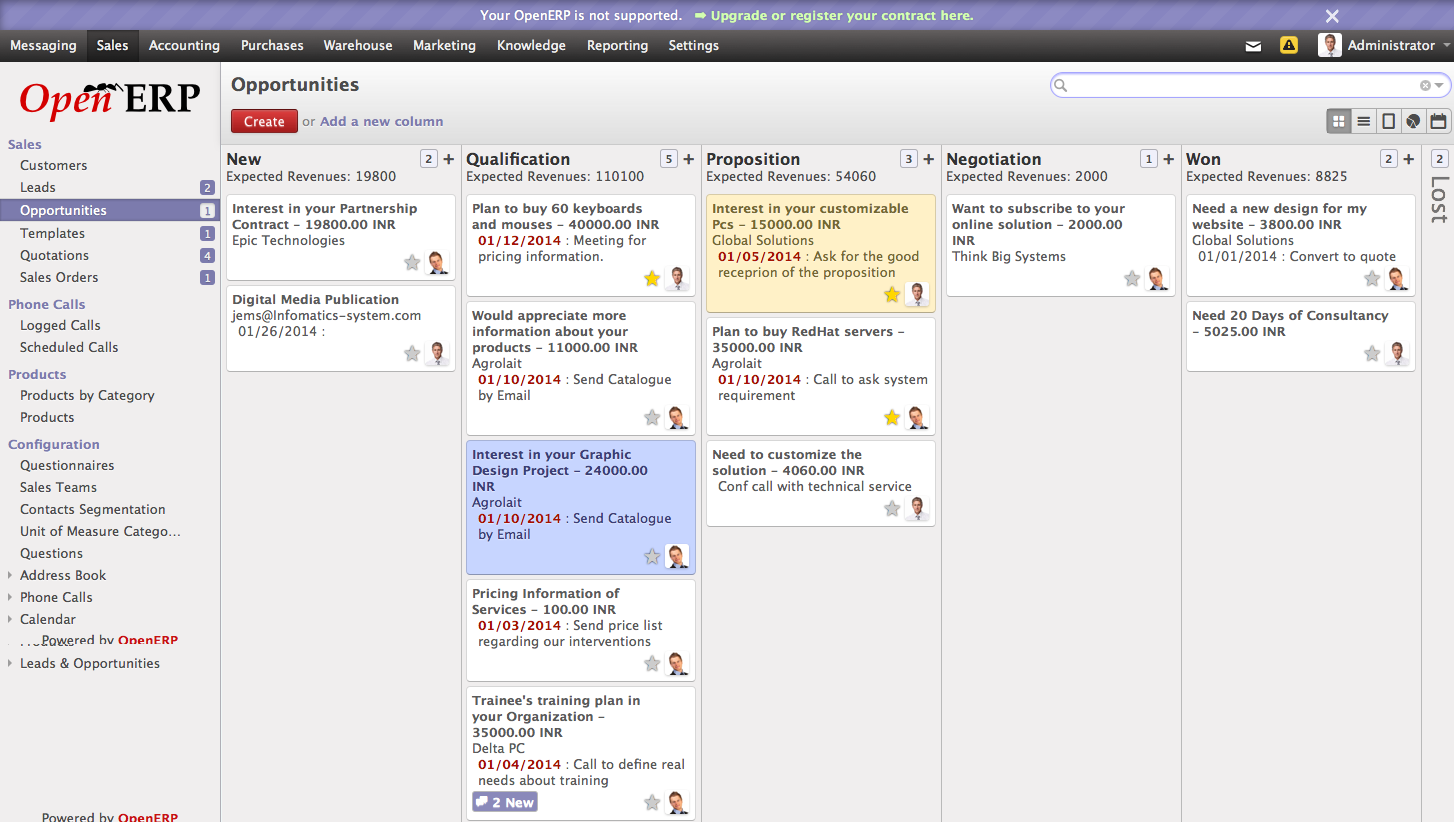 Your OpenERP is not supported. ➡ Upgrade or register your contract here.
Messaging Sales Accounting Purchases Warehouse Marketing Knowledge Reporting Settings Administrator
Open ERP
Sales
Customers
Leads 2
Opportunities 1
Templates 1
Quotations 4
Sales Orders 1
Phone Calls
Logged Calls
Scheduled Calls
Products
Products by Category
Products
Configuration
Questionnaires
Sales Teams
Contacts Segmentation
Unit of Measure Catego...
Questions
Address Book
Phone Calls
Calendar
Powered by OpenERP
Leads & Opportunities
Powered by OpenERP
Opportunities
Create or Add a new column
New 2 +
Expected Revenues: 19800
Interest in your Partnership
Contract - 19800.00 INR
Epic Technologies
Digital Media Publication
jems@Infomatics-system.com
01/26/2014 :
Qualification 5 +
Expected Revenues: 110100
Plan to buy 60 keyboards
and mouses - 40000.00 INR
01/12/2014 : Meeting for
pricing information.
Would appreciate more
information about your
products - 11000.00 INR
Agrolait
01/10/2014 : Send Catalogue
by Email
Interest in your Graphic
Design Project - 24000.00
INR
Agrolait
01/10/2014 : Send Catalogue
by Email
Pricing Information of
Services - 100.00 INR
01/03/2014 : Send price list
regarding our interventions
Trainee's training plan in
your Organization -
35000.00 INR
Delta PC
01/04/2014 : Call to define real
needs about training
2 New
Proposition 3 +
Expected Revenues: 54060
Interest in your customizable
Pcs - 15000.00 INR
Global Solutions
01/05/2014 : Ask for the good
receprion of the proposition
Plan to buy RedHat servers -
35000.00 INR
Agrolait
01/10/2014 : Call to ask system
requirement
Need to customize the
solution - 4060.00 INR
Conf call with technical service
Negotiation 1 +
Expected Revenues: 2000
Want to subscribe to your
online solution - 2000.00
INR
Think Big Systems
Won 2 +
Expected Revenues: 8825
Need a new design for my
website - 3800.00 INR
Global Solutions
01/01/2014 : Convert to quote
Need 20 Days of Consultancy
- 5025.00 INR
2
Lost